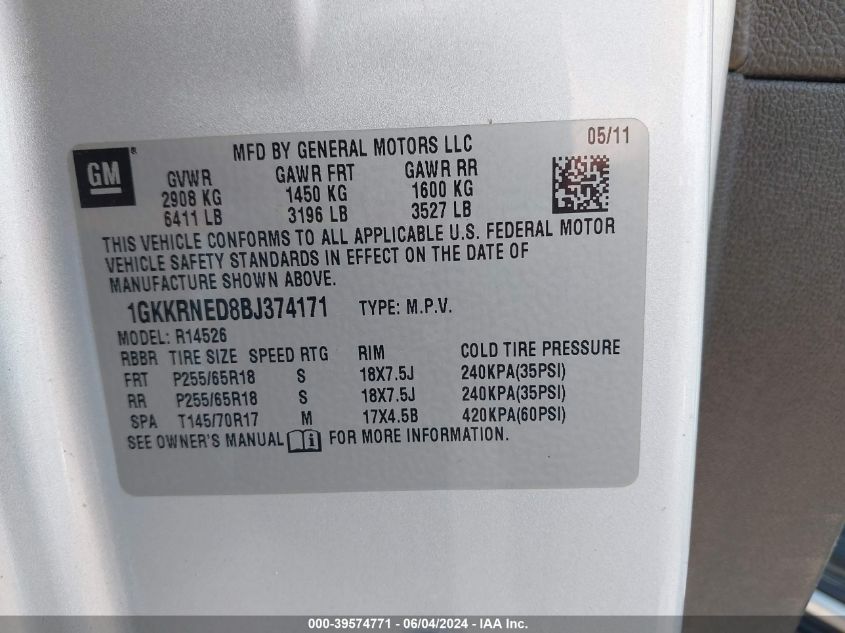 GM ® MFD BY GENERAL MOTORS LLC 05/11
GVWR GAWR FRT GAWR RR
2908 KG 1450 KG 1600 KG
6411 LB 3196 LB 3527 LB
THIS VEHICLE CONFORMS TO ALL APPLICABLE U.S. FEDERAL MOTOR
VEHICLE SAFETY STANDARDS IN EFFECT ON THE DATE OF
MANUFACTURE SHOWN ABOVE.
1GKKRNED8BJ374171 TYPE: M.P.V.
MODEL: R14526
RBBR TIRE SIZE SPEED RTG RIM COLD TIRE PRESSURE
FRT P255/65R18 S 18X7.5J 240KPA(35PSI)
RR P255/65R18 S 18X7.5J 240KPA(35PSI)
SPA T145/70R17 M 17X4.5B 420KPA(60PSI)
SEE OWNER'S MANUAL i FOR MORE INFORMATION.
000-39574771 - 06/04/2024 - IAA Inc.